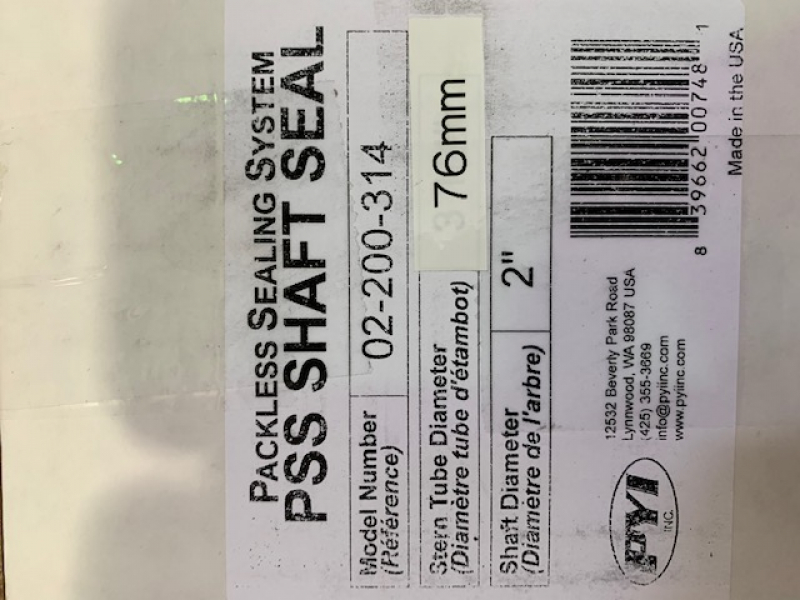 PACKLESS SEALING SYSTEM
PSS SHAFT SEAL
Model Number
(Référence)
02-200-314
Stern Tube Diameter
(Diamètre tube d'étambot)
76mm
Shaft Diameter
(Diamètre de l'arbre)
2"
PYI
INC.
12532 Beverly Park Road
Lynnwood, WA 98087 USA
(425) 355-3669
info@pyiinc.com
www.pyiinc.com
8 39662 00748 1
Made in the USA